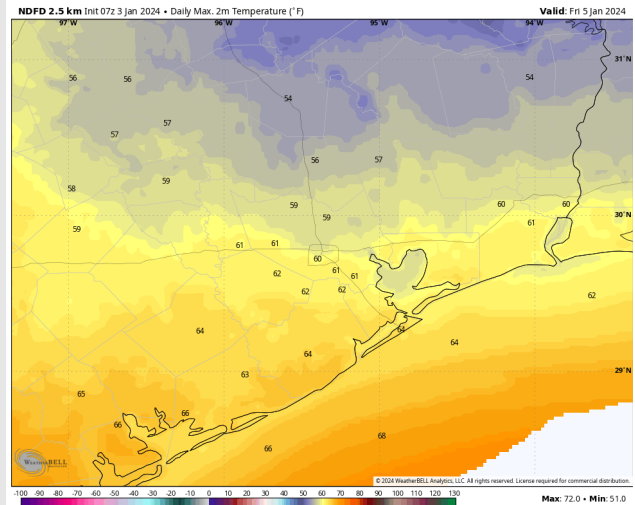 NDFD 2.5 km Init 07z 3 Jan 2024 • Daily Max. 2m Temperature (°F)
Valid: Fri 5 Jan 2024
97°W 96°W 95°W 94°W
31°N
56 56 54 54
57 57
56 57
58 59
59 60 60
59 59 61
30°N
61 61
60
62 61 61
62 62 62
64 64 64
64
63
29°N
65
66 66
68
66
WeatherBELL
© 2024 WeatherBELL Analytics, LLC. All rights reserved. License required for commercial distribution.
-100 -90 -80 -70 -60 -50 -40 -30 -20 -10 0 10 20 30 40 50 60 70 80 90 100 110 120 130
Max: 72.0 • Min: 51.0